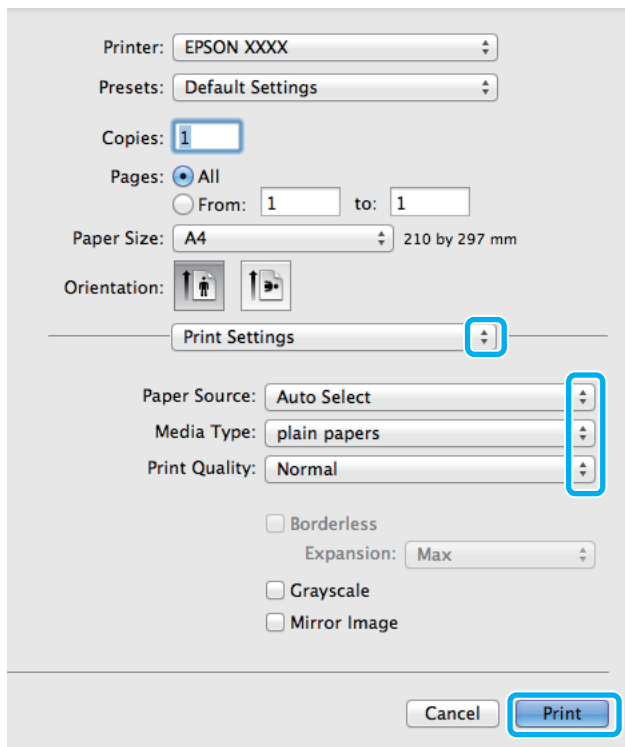 Printer: EPSON XXXX
Presets: Default Settings
Copies: 1
Pages: All
From: 1 to: 1
Paper Size: A4 210 by 297 mm
Orientation:
Print Settings
Paper Source: Auto Select
Media Type: plain papers
Print Quality: Normal
Borderless
Expansion: Max
Grayscale
Mirror Image
Cancel Print